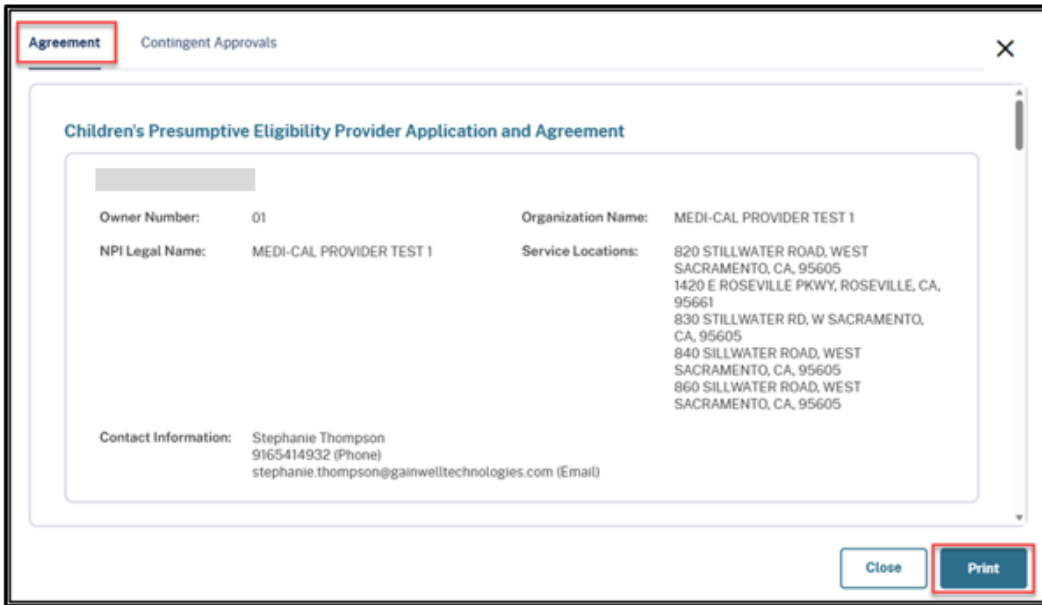 Agreement
Contingent Approvals
Children's Presumptive Eligibility Provider Application and Agreement
Owner Number: 01
Organization Name: MEDI-CAL PROVIDER TEST 1
NPI Legal Name: MEDI-CAL PROVIDER TEST 1
Service Locations: 820 STILLWATER ROAD, WEST
SACRAMENTO, CA, 95605
1420 E ROSEVILLE PKWY, ROSEVILLE, CA,
95661
830 STILLWATER RD, W SACRAMENTO,
CA, 95605
840 SILLWATER ROAD, WEST
SACRAMENTO, CA, 95605
860 SILLWATER ROAD, WEST
SACRAMENTO, CA, 95605
Contact Information: Stephanie Thompson
9165414932 (Phone)
stephanie.thompson@gainwelltechnologies.com (Email)
Close
Print